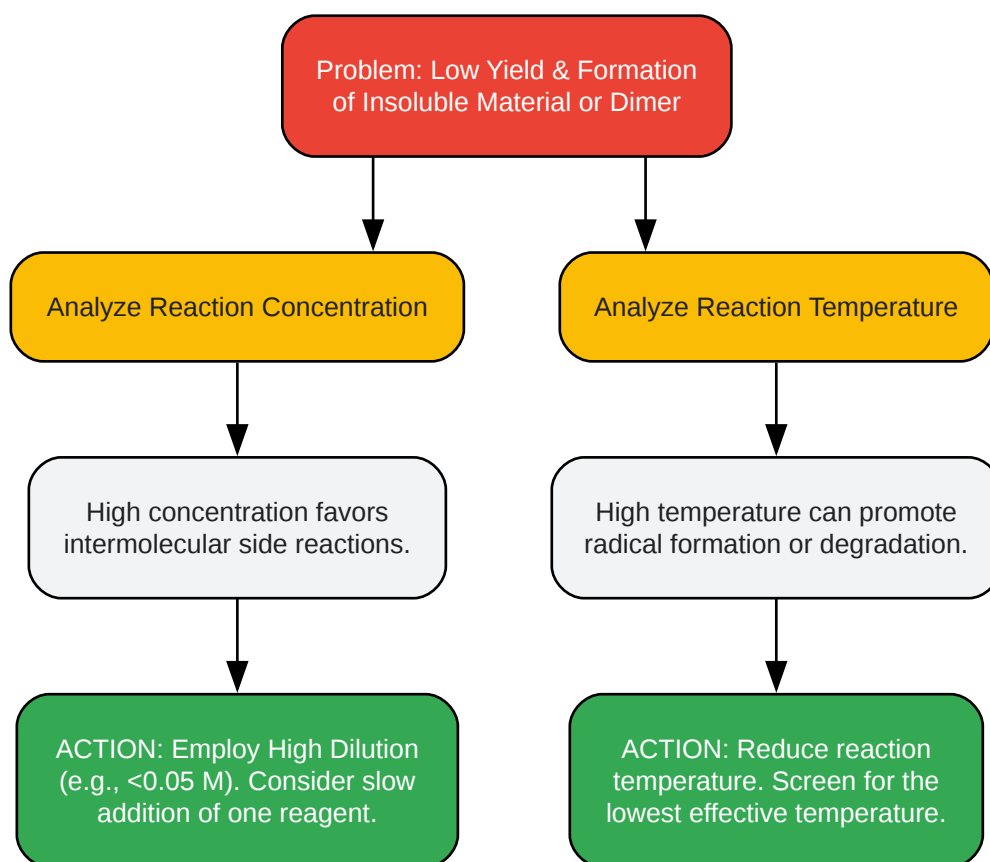 Problem: Low Yield & Formation
of Insoluble Material or Dimer
Analyze Reaction Concentration
Analyze Reaction Temperature
High concentration favors
intermolecular side reactions.
High temperature can promote
radical formation or degradation.
ACTION: Employ High Dilution
(e.g., <0.05 M). Consider slow
addition of one reagent.
ACTION: Reduce reaction
temperature. Screen for the
lowest effective temperature.